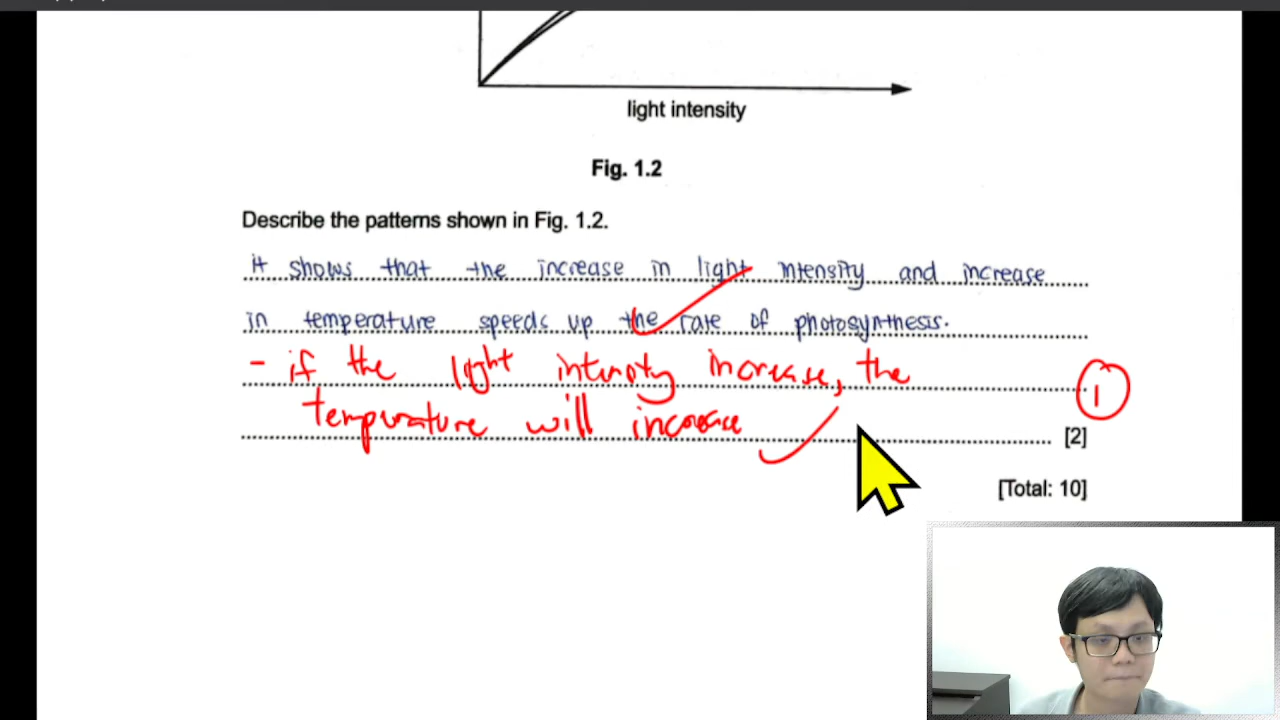 light intensity
Fig. 1.2
Describe the patterns shown in Fig. 1.2.
it shows that the increase in light intensity and increase
in temperature speeds up the rate of photosynthesis.
- if the light intensity increase, the
1
temperature will increase
[2]
[Total: 10]